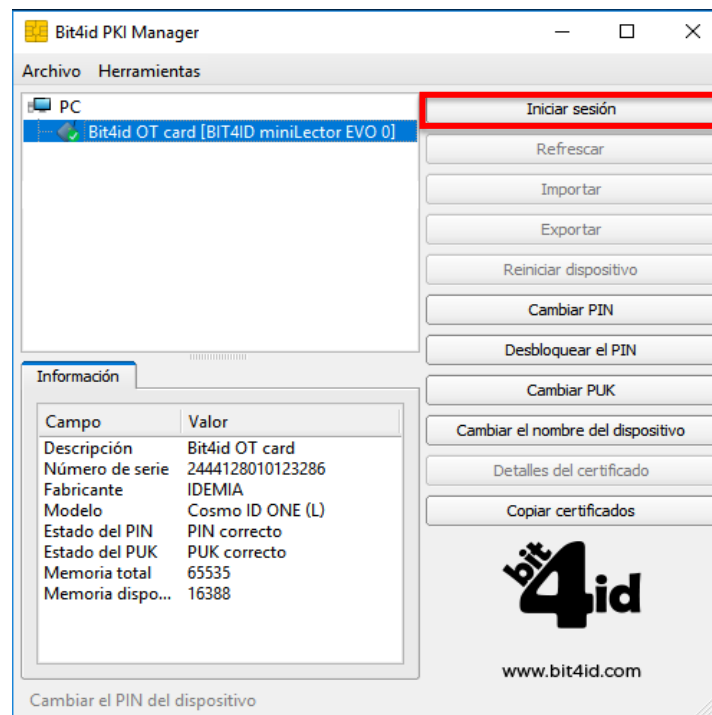 Bit4id PKI Manager
Archivo Herramientas
PC
Bit4id OT card [BIT4ID miniLector EVO 0]
Iniciar sesión
Refrescar
Importar
Exportar
Reiniciar dispositivo
Cambiar PIN
Desbloquear el PIN
Cambiar PUK
Cambiar el nombre del dispositivo
Detalles del certificado
Copiar certificados
Información
Campo Valor
Descripción Bit4id OT card
Número de serie 2444128010123286
Fabricante IDEMIA
Modelo Cosmo ID ONE (L)
Estado del PIN PIN correcto
Estado del PUK PUK correcto
Memoria total 65535
Memoria dispo... 16388
bit4id
www.bit4id.com
Cambiar el PIN del dispositivo